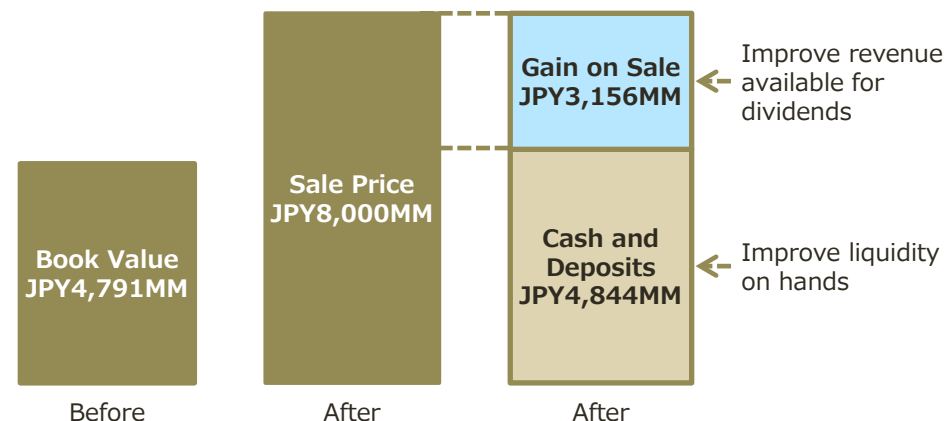 Book Value
JPY4,791MM
Before
Sale Price
JPY8,000MM
After
Gain on Sale
JPY3,156MM
Cash and
Deposits
JPY4,844MM
After
Improve revenue
available for
dividends
Improve liquidity
on hands